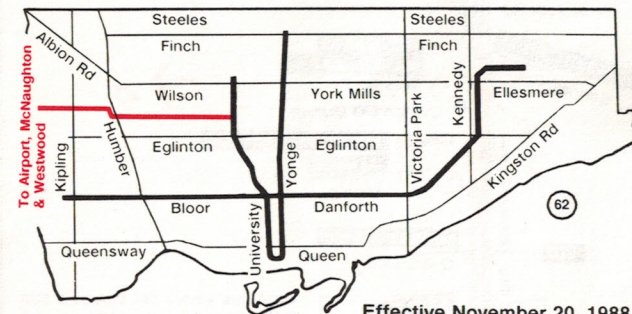 Steeles
Steeles
Finch
Finch
Albion Rd
Wilson
York Mills
Kennedy
Ellesmere
To Airport, McNaughton
& Westwood
Kipling
Humber
Eglinton
Yonge
Eglinton
Victoria Park
Kingston Rd
Bloor
University
Danforth
62
Queensway
Queen
Effective November 20, 1988